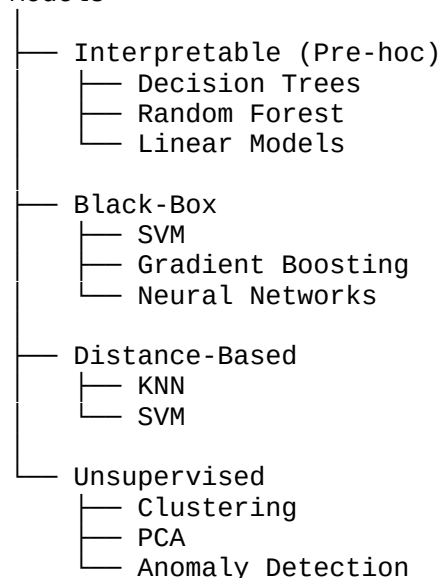 ├── Interpretable (Pre-hoc)
│   ├── Decision Trees
│   ├── Random Forest
│   └── Linear Models
│
├── Black-Box
│   ├── SVM
│   ├── Gradient Boosting
│   └── Neural Networks
│
├── Distance-Based
│   ├── KNN
│   └── SVM
│
└── Unsupervised
    ├── Clustering
    ├── PCA
    └── Anomaly Detection